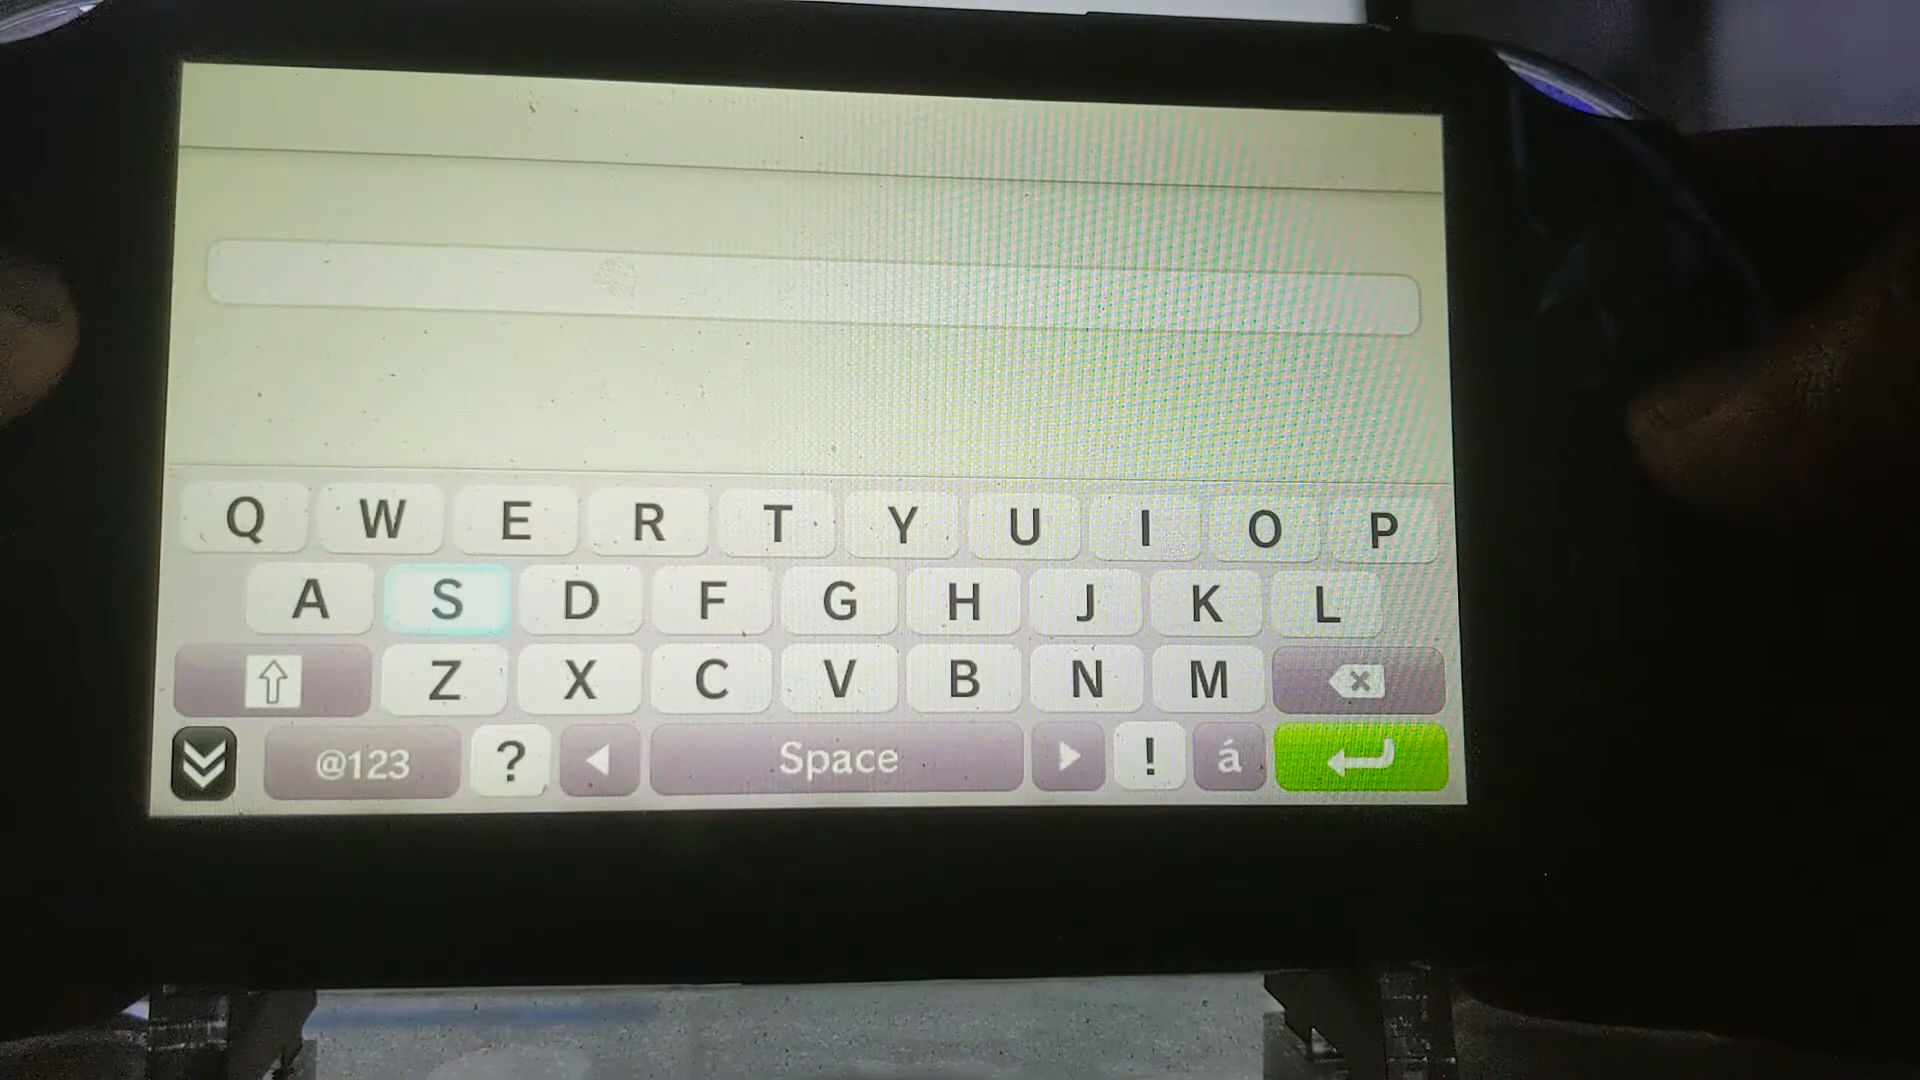 Q W E R T Y U I O P
A S D F G H J K L
Z X C V B N M
@123 ? Space ! á